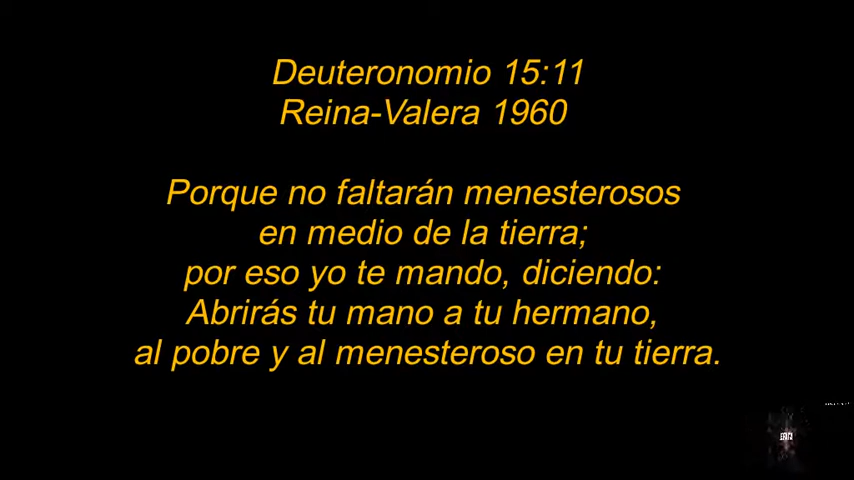 Deuteronomio 15:11
Reina-Valera 1960
Porque no faltarán menesterosos
en medio de la tierra;
por eso yo te mando, diciendo:
Abrirás tu mano a tu hermano,
al pobre y al menesteroso en tu tierra.